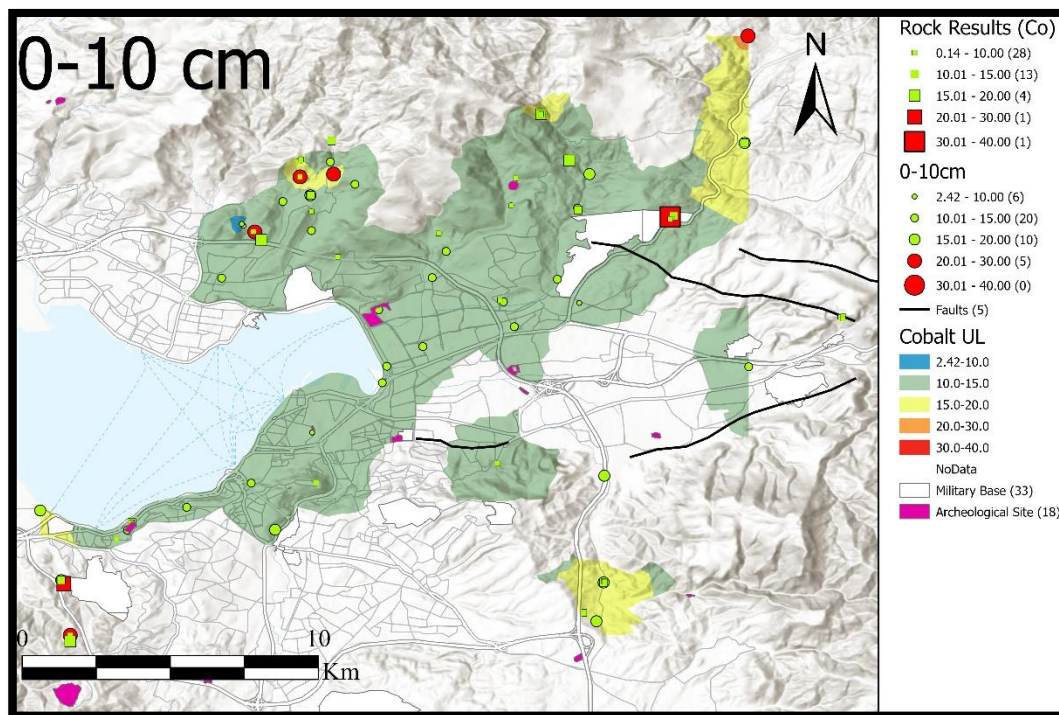 0-10 cm
N
0
10
Km
Rock Results (Co)
0.14 - 10.00 (28)
10.01 - 15.00 (13)
15.01 - 20.00 (4)
20.01 - 30.00 (1)
30.01 - 40.00 (1)
0-10cm
2.42 - 10.00 (6)
10.01 - 15.00 (20)
15.01 - 20.00 (10)
20.01 - 30.00 (5)
30.01 - 40.00 (0)
Faults (5)
Cobalt UL
2.42-10.0
10.0-15.0
15.0-20.0
20.0-30.0
30.0-40.0
NoData
Military Base (33)
Archeological Site (18)